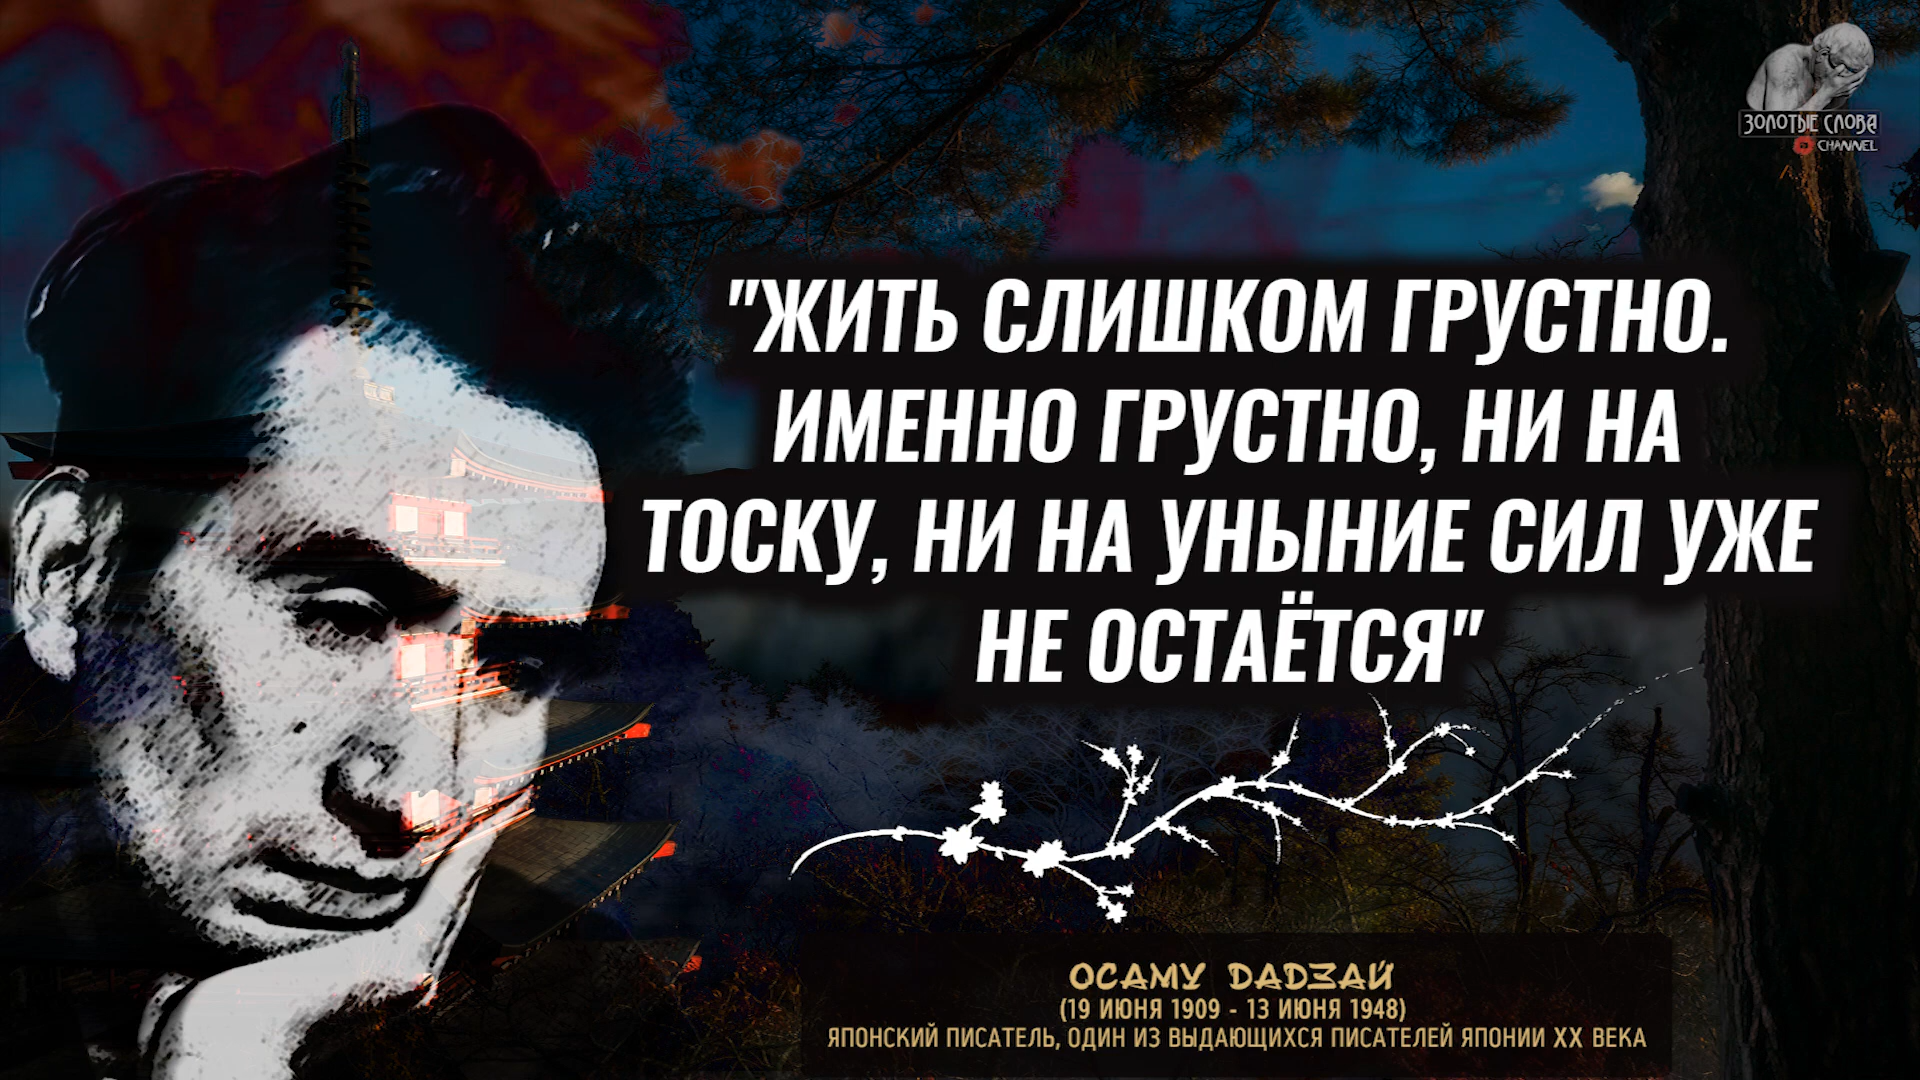 ЗОЛОТЫЕ СЛОВА
CHANNEL
"ЖИТЬ СЛИШКОМ ГРУСТНО.
ИМЕННО ГРУСТНО, НИ НА
ТОСКУ, НИ НА УНЫНИЕ СИЛ УЖЕ
НЕ ОСТАЁТСЯ"
ОСАМУ ДАДЗАЙ
(19 ИЮНЯ 1909 - 13 ИЮНЯ 1948)
ЯПОНСКИЙ ПИСАТЕЛЬ, ОДИН ИЗ ВЫДАЮЩИХСЯ ПИСАТЕЛЕЙ ЯПОНИИ XX ВЕКА